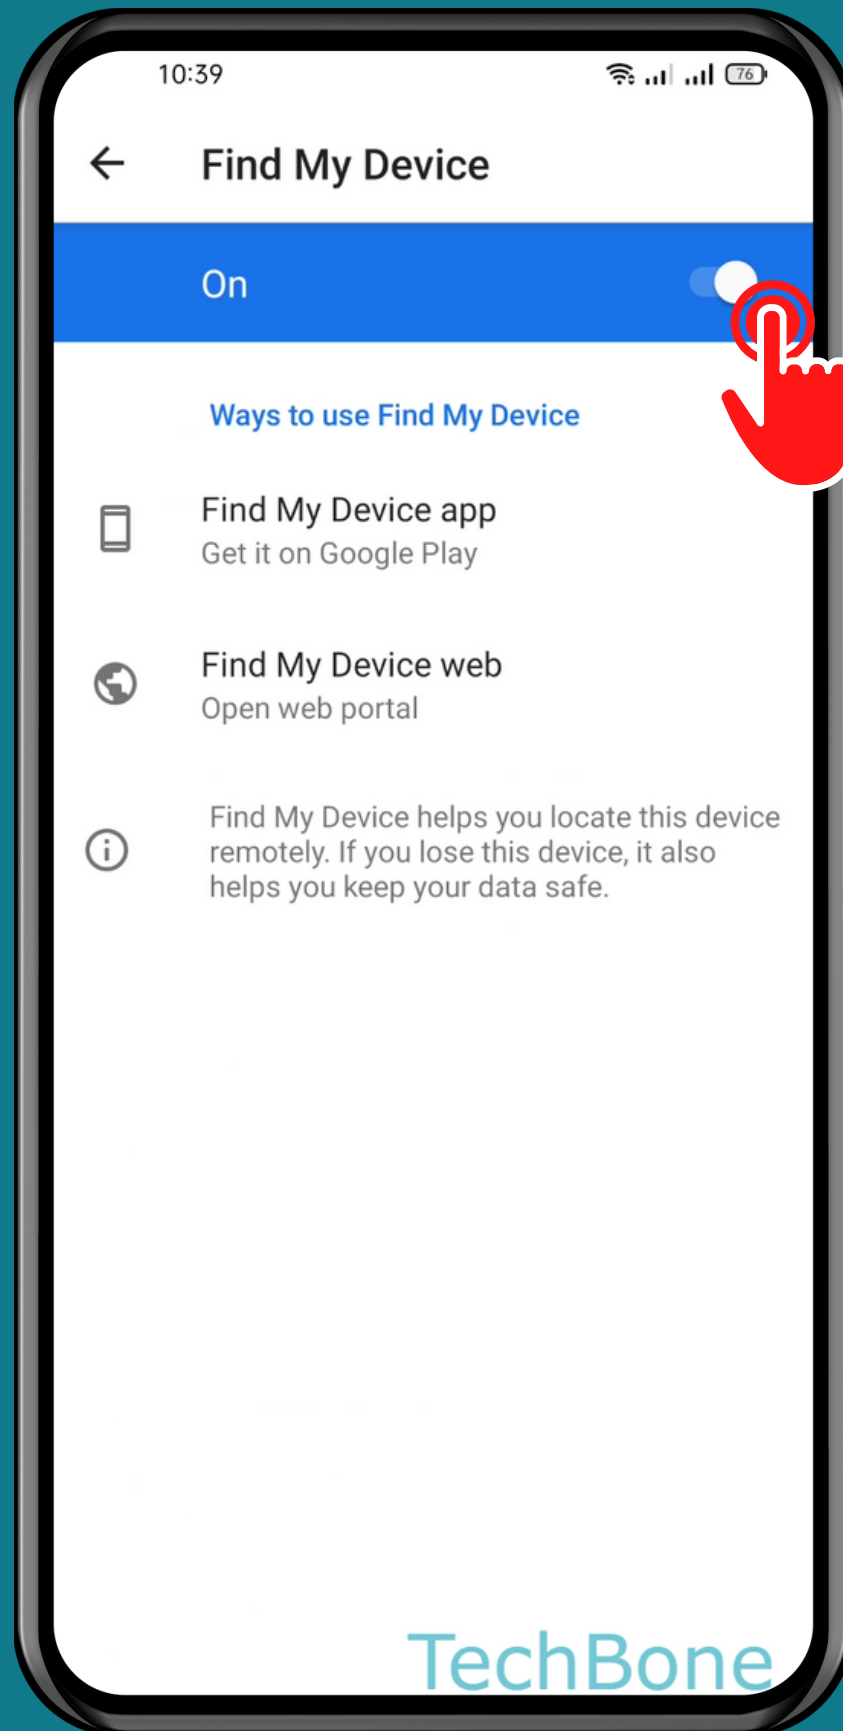 10:39
76
Find My Device
On
Ways to use Find My Device
Find My Device app
Get it on Google Play
Find My Device web
Open web portal
Find My Device helps you locate this device
remotely. If you lose this device, it also
helps you keep your data safe.
TechBone